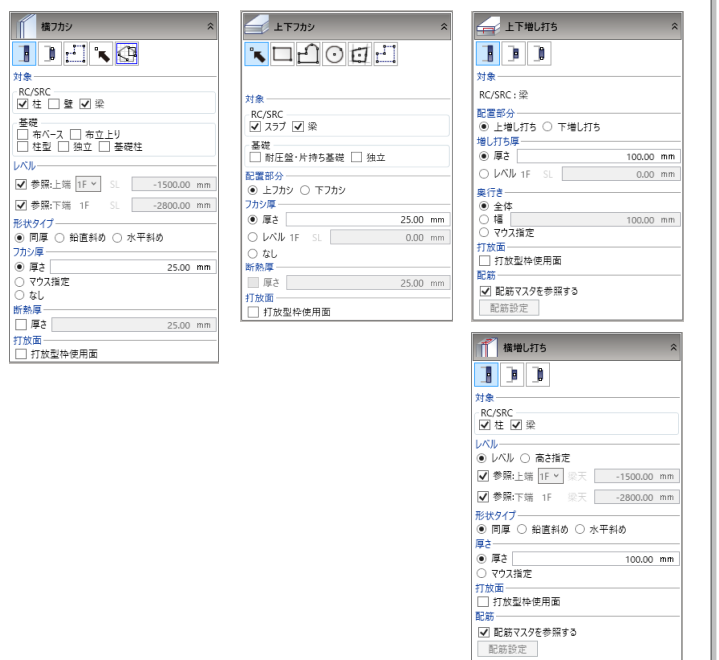 横フカシ
対象
RC/SRC
柱 壁 梁
基礎
布ベース 布立上り
柱型 独立 基礎柱
レベル
参照:上端 1F SL -1500.00 mm
参照:下端 1F SL -2800.00 mm
形状タイプ
同厚 鉛直斜め 水平斜め
フカシ厚
厚さ 25.00 mm
マウス指定
なし
断熱厚
厚さ 25.00 mm
打放面
打放型枠使用面
上下フカシ
対象
RC/SRC
スラブ 梁
基礎
耐圧盤・片持ち基礎 独立
配置部分
上フカシ 下フカシ
フカシ厚
厚さ 25.00 mm
レベル 1F SL 0.00 mm
なし
断熱厚
厚さ 25.00 mm
打放面
打放型枠使用面
上下増し打ち
対象
RC/SRC : 梁
配置部分
上増し打ち 下増し打ち
増し打ち厚
厚さ 100.00 mm
レベル 1F SL 0.00 mm
奥行き
全体
幅 100.00 mm
マウス指定
打放面
打放型枠使用面
配筋
配筋マスタを参照する
配筋設定
横増し打ち
対象
RC/SRC
柱 梁
レベル
レベル 高さ指定
参照:上端 1F 梁天 -1500.00 mm
参照:下端 1F 梁天 -2800.00 mm
形状タイプ
同厚 鉛直斜め 水平斜め
厚さ
厚さ 100.00 mm
マウス指定
打放面
打放型枠使用面
配筋
配筋マスタを参照する
配筋設定